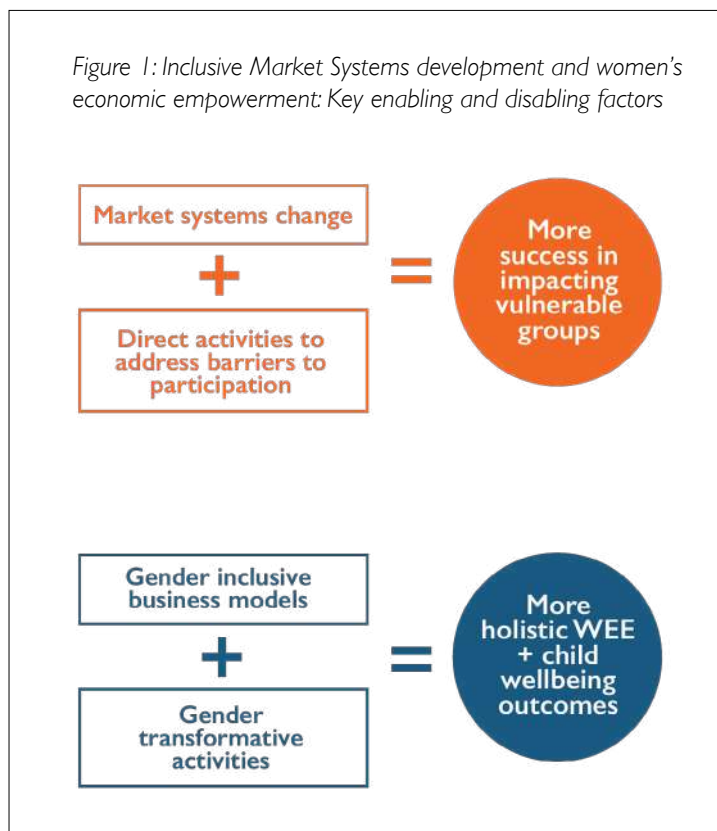 Figure 1: Inclusive Market Systems development and women's
economic empowerment: Key enabling and disabling factors
Market systems change
+
Direct activities to
address barriers to
participation
=
More
success in
impacting
vulnerable
groups
Gender inclusive
business models
+
Gender
transformative
activities
=
More
holistic WEE
+ child
wellbeing
outcomes